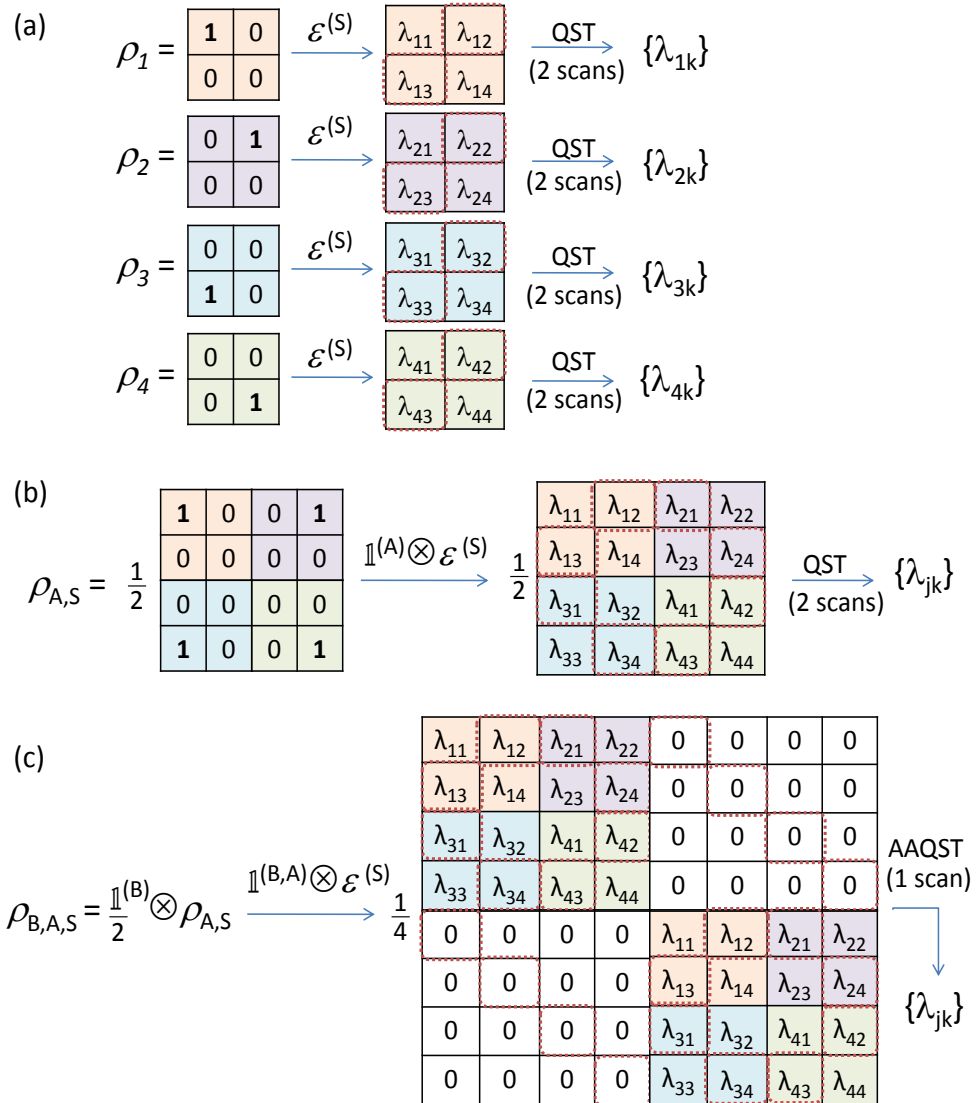 (a)
ρ1 = 1 0 ε(S) λ11 λ12 QST {λ1k}
0 0 λ13 λ14 (2 scans)
ρ2 = 0 1 ε(S) λ21 λ22 QST {λ2k}
0 0 λ23 λ24 (2 scans)
ρ3 = 0 0 ε(S) λ31 λ32 QST {λ3k}
1 0 λ33 λ34 (2 scans)
ρ4 = 0 0 ε(S) λ41 λ42 QST {λ4k}
0 1 λ43 λ44 (2 scans)
(b)
ρA,S = 1/2
1 0 0 1
0 0 0 0
0 0 0 0
1 0 0 1
𝟙(A) ⊗ ε(S)
1/2
λ11 λ12 λ21 λ22
λ13 λ14 λ23 λ24
λ31 λ32 λ41 λ42
λ33 λ34 λ43 λ44
QST
(2 scans)
{λjk}
(c)
ρB,A,S = 𝟙(B)/2 ⊗ ρA,S
𝟙(B,A) ⊗ ε(S)
1/4
λ11 λ12 λ21 λ22 0 0 0 0
λ13 λ14 λ23 λ24 0 0 0 0
λ31 λ32 λ41 λ42 0 0 0 0
λ33 λ34 λ43 λ44 0 0 0 0
0 0 0 0 λ11 λ12 λ21 λ22
0 0 0 0 λ13 λ14 λ23 λ24
0 0 0 0 λ31 λ32 λ41 λ42
0 0 0 0 λ33 λ34 λ43 λ44
AAQST
(1 scan)
{λjk}